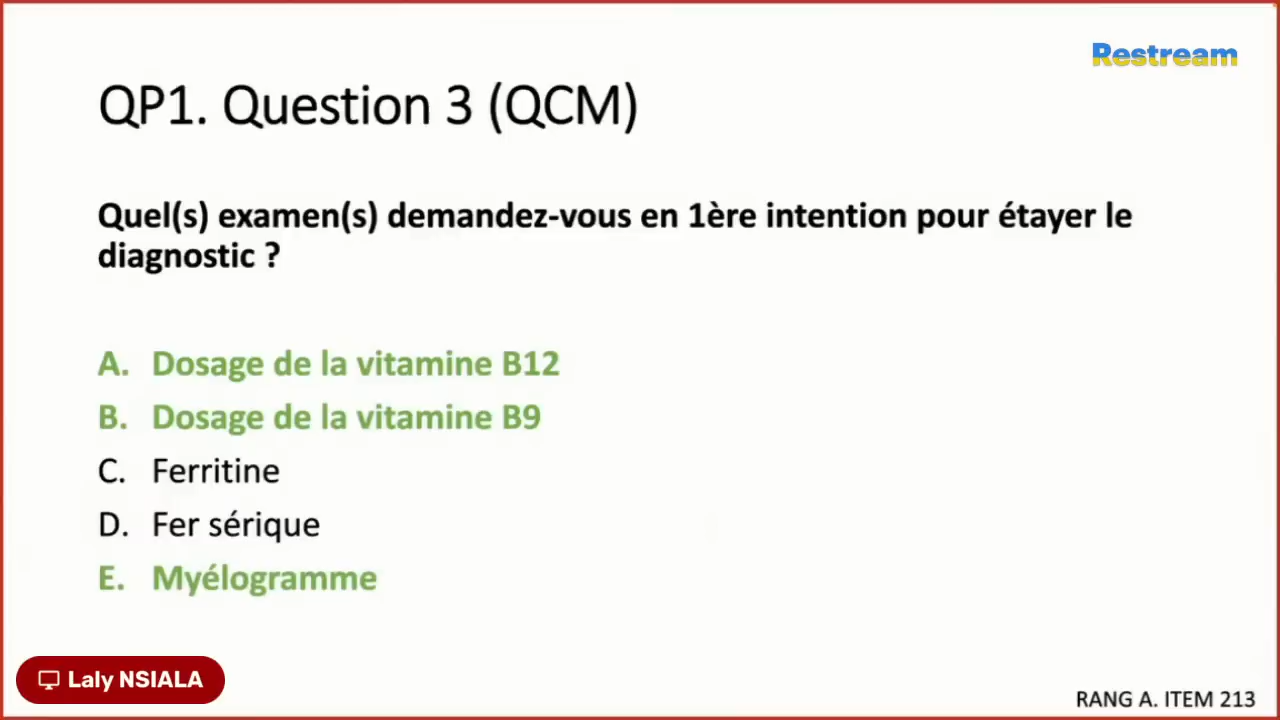 Restream
QP1. Question 3 (QCM)
Quel(s) examen(s) demandez-vous en 1ère intention pour étayer le
diagnostic ?
A. Dosage de la vitamine B12
B. Dosage de la vitamine B9
C. Ferritine
D. Fer sérique
E. Myélogramme
Laly NSIALA
RANG A. ITEM 213